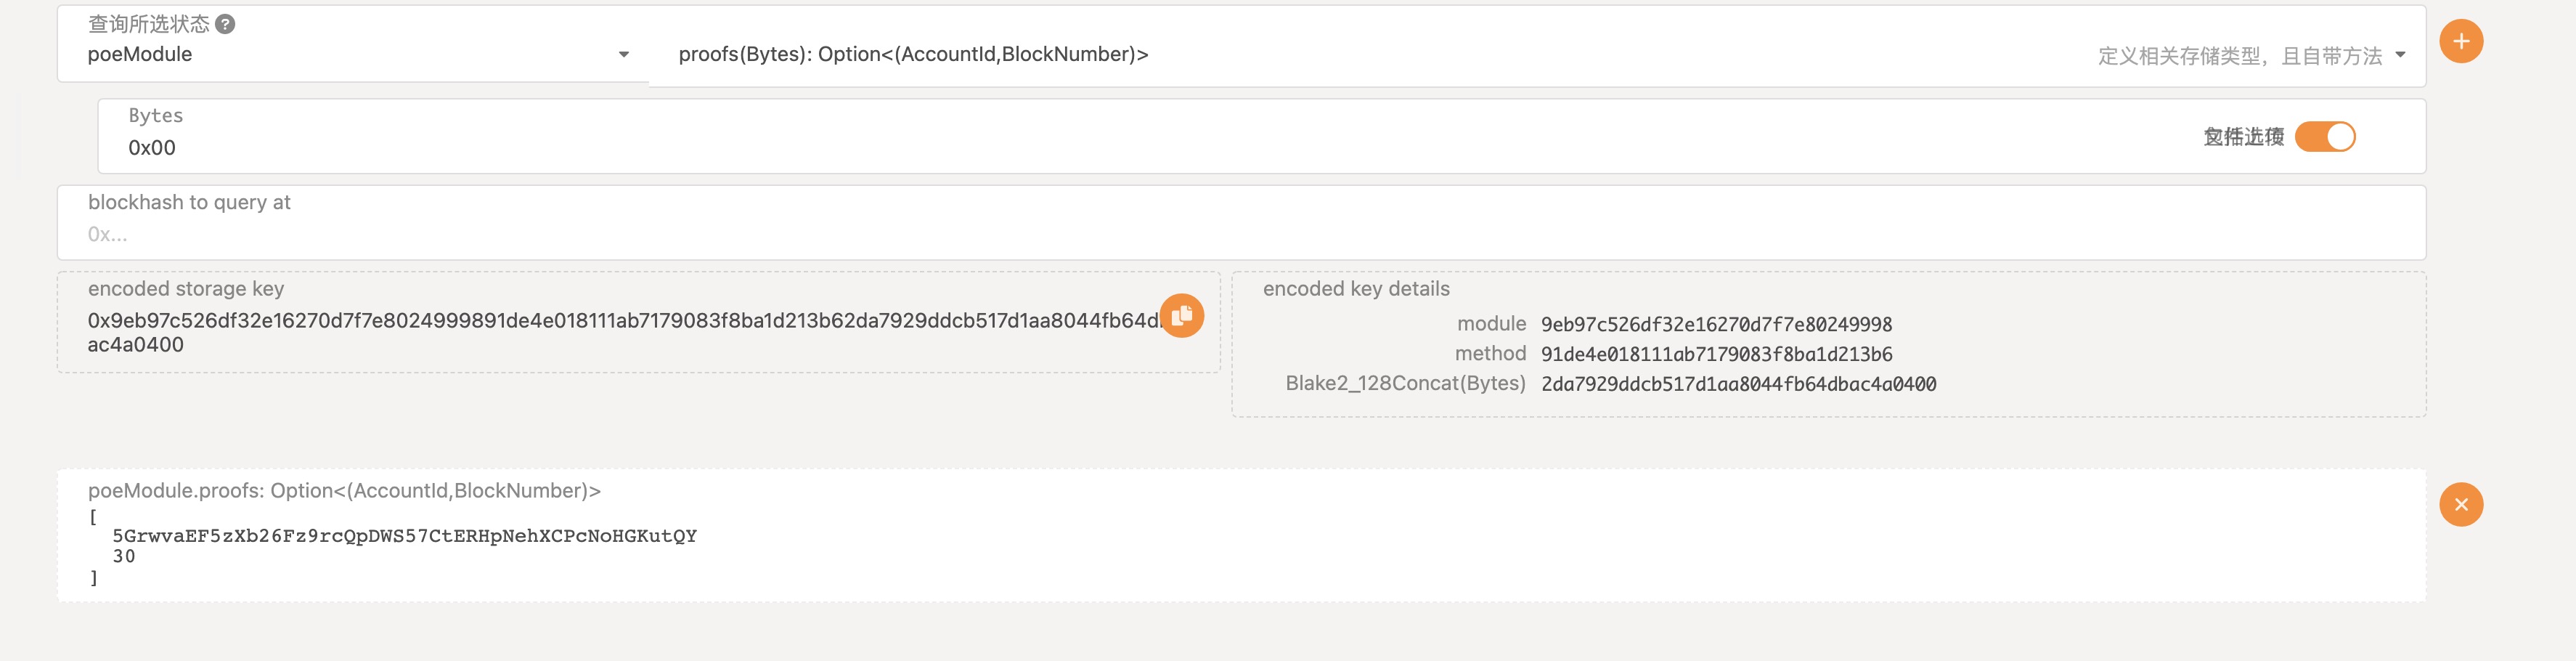 查询所选状态 ?
poeModule
proofs(Bytes): Option<(AccountId,BlockNumber)>
定义相关存储类型，且自带方法
Bytes
0x00
blockhash to query at
0x...
encoded storage key
0x9eb97c526df32e16270d7f7e8024999891de4e018111ab7179083f8ba1d213b62da7929ddcb517d1aa8044fb64d
ac4a0400
encoded key details
module 9eb97c526df32e16270d7f7e80249998
method 91de4e018111ab7179083f8ba1d213b6
Blake2_128Concat(Bytes) 2da7929ddcb517d1aa8044fb64dbac4a0400
poeModule.proofs: Option<(AccountId,BlockNumber)>
[
5GrwvaEF5zXb26Fz9rcQpDWS57CtERHpNehXCPcNoHGKutQY
30
]